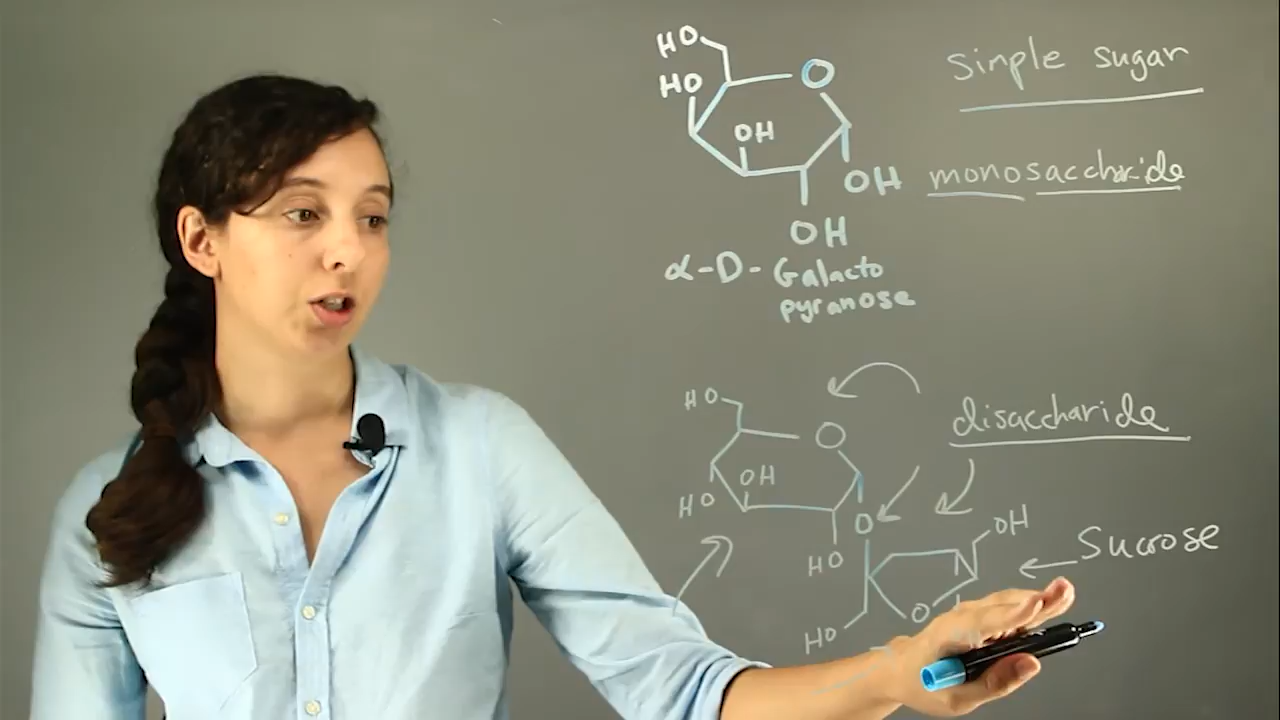 HO
HO
O
OH
OH
OH
α-D-Galacto
pyranose
simple sugar
monosaccharide
HO
O
OH
HO
HO
O
OH
O
HO
disaccharide
Sucrose